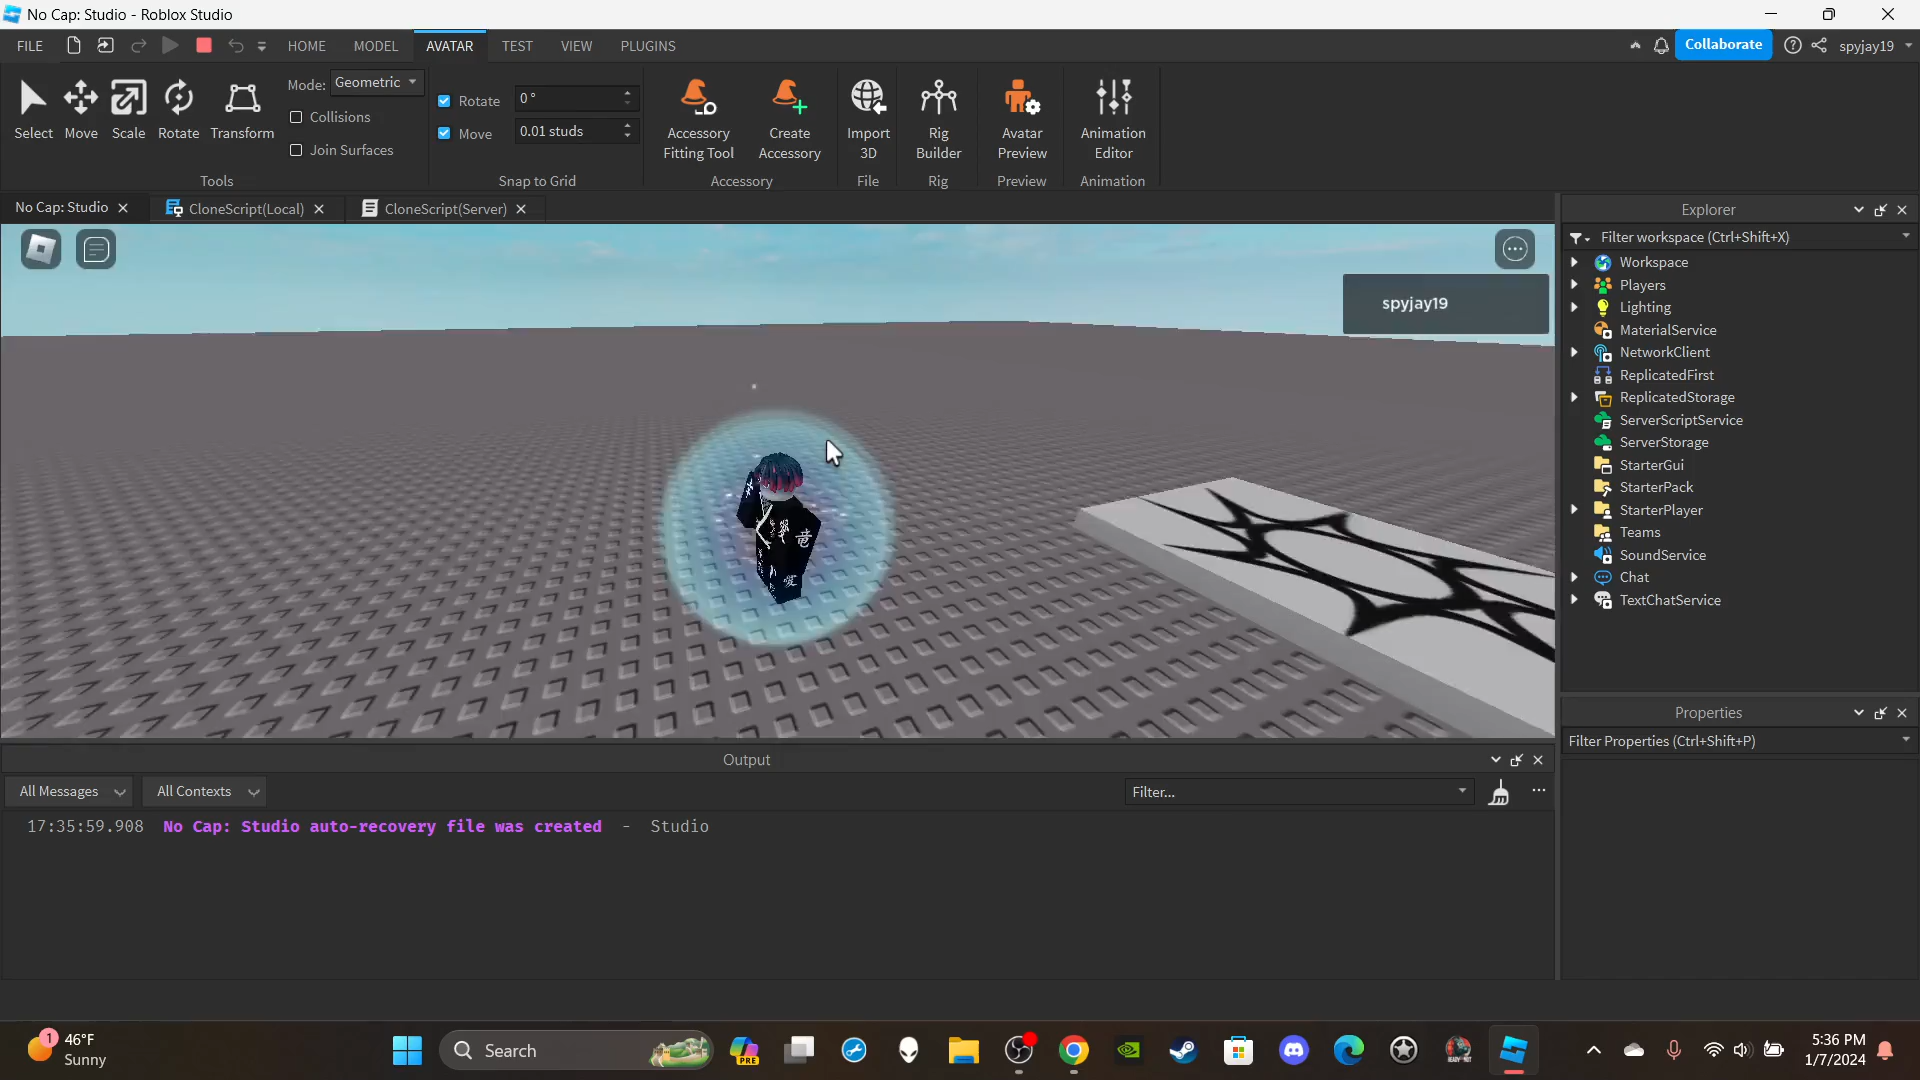 No Cap: Studio - Roblox Studio
FILE
HOME
MODEL
AVATAR
TEST
VIEW
PLUGINS
Collaborate
spyjay19
Select
Move
Scale
Rotate
Transform
Mode: Geometric
Collisions
Join Surfaces
Tools
Rotate 0 °
Move 0.01 studs
Snap to Grid
Accessory
Fitting Tool
Create
Accessory
Accessory
Import
3D
File
Rig
Builder
Rig
Avatar
Preview
Preview
Animation
Editor
Animation
No Cap: Studio
CloneScript(Local)
CloneScript(Server)
spyjay19
竜
愛
Explorer
Filter workspace (Ctrl+Shift+X)
Workspace
Players
Lighting
MaterialService
NetworkClient
ReplicatedFirst
ReplicatedStorage
ServerScriptService
ServerStorage
StarterGui
StarterPack
StarterPlayer
Teams
SoundService
Chat
TextChatService
Properties
Filter Properties (Ctrl+Shift+P)
Output
All Messages
All Contexts
Filter...
17:35:59.908 No Cap: Studio auto-recovery file was created - Studio
1
46°F
Sunny
Search
PRE
5:36 PM
1/7/2024